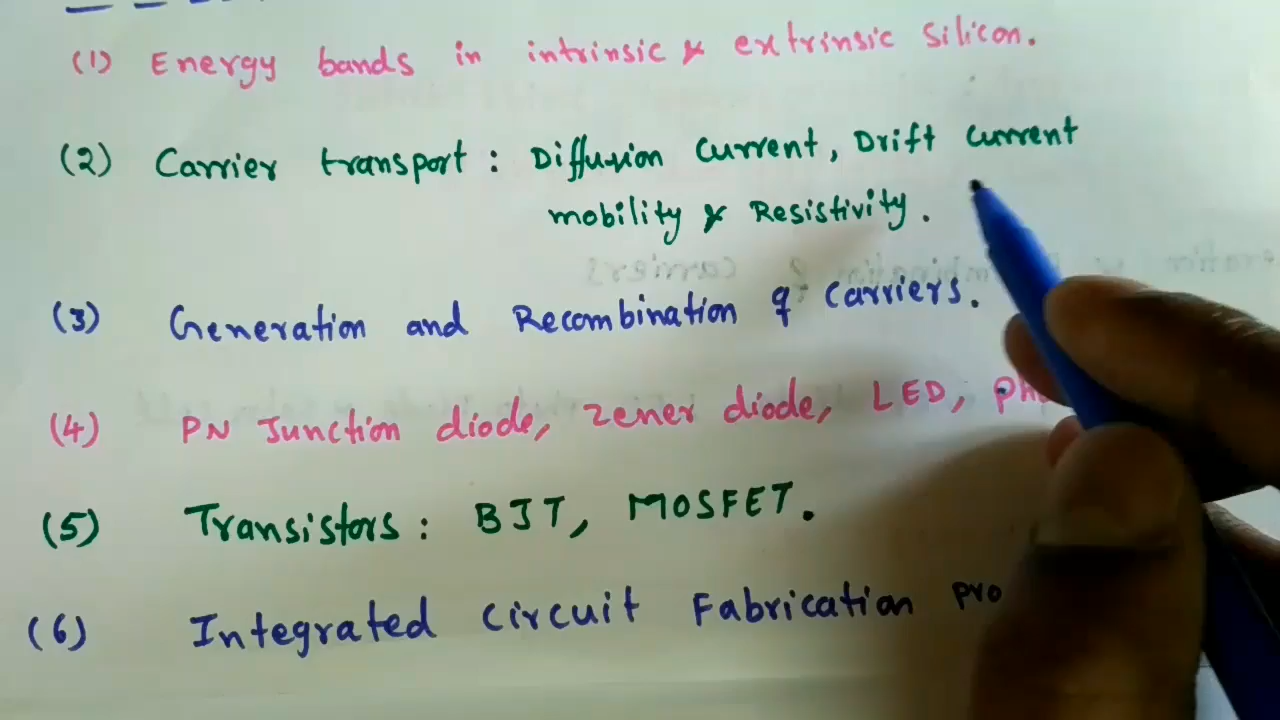 (1) Energy bands in intrinsic & extrinsic silicon.
(2) Carrier transport : Diffusion current, Drift current
mobility & Resistivity.
(3) Generation and Recombination of carriers.
(4) PN Junction diode, zener diode, LED,
(5) Transistors : BJT, MOSFET.
(6) Integrated circuit Fabrication pro